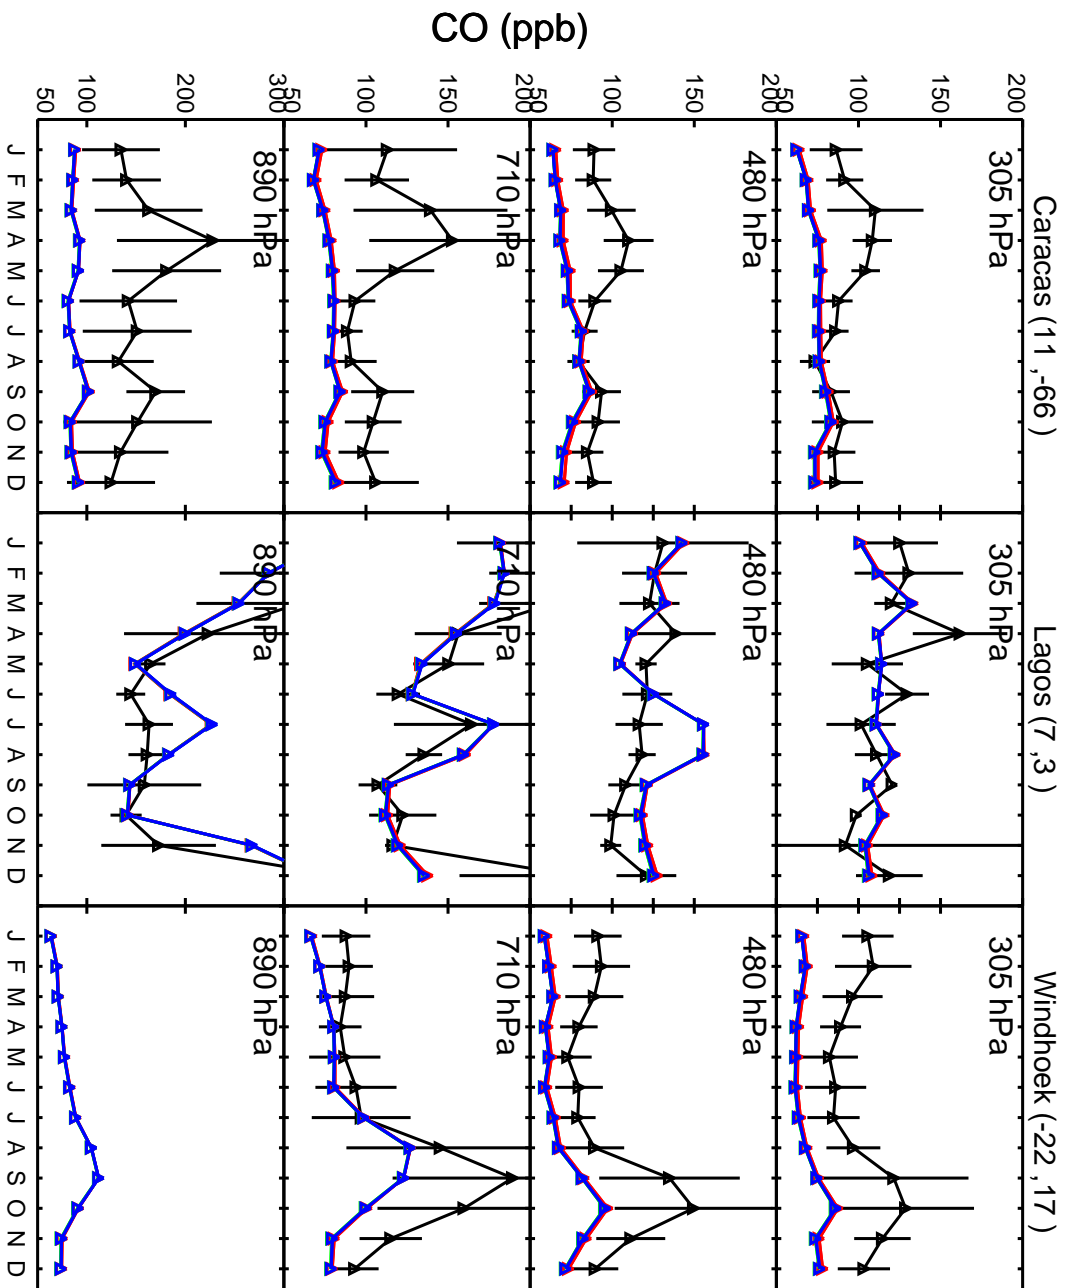 CO (ppb)
Caracas (11 ,-66 )
Lagos (7 ,3 )
Windhoek (-22 , 17 )
200
150
100
50
305 hPa
305 hPa
305 hPa
200
150
100
50
480 hPa
480 hPa
480 hPa
200
150
100
50
710 hPa
710 hPa
710 hPa
300
200
100
50
890 hPa
890 hPa
890 hPa
J F M A M J J A S O N D
J F M A M J J A S O N D
J F M A M J J A S O N D